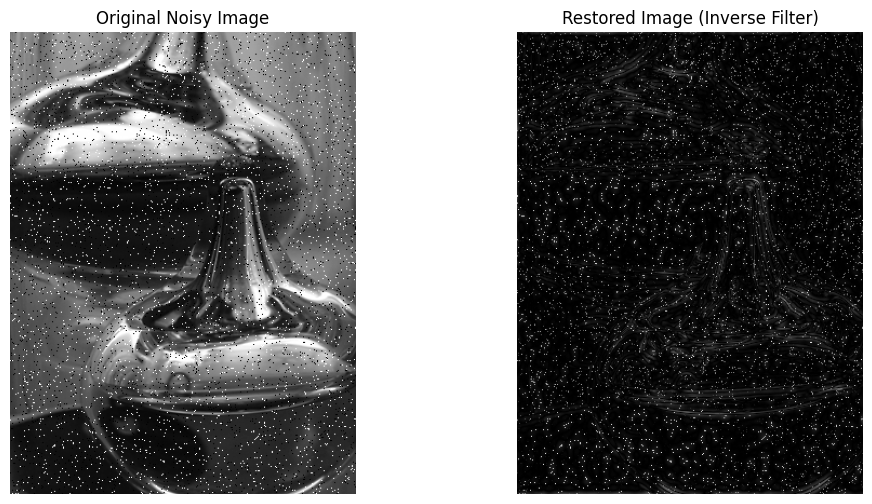 Original Noisy Image
Restored Image (Inverse Filter)